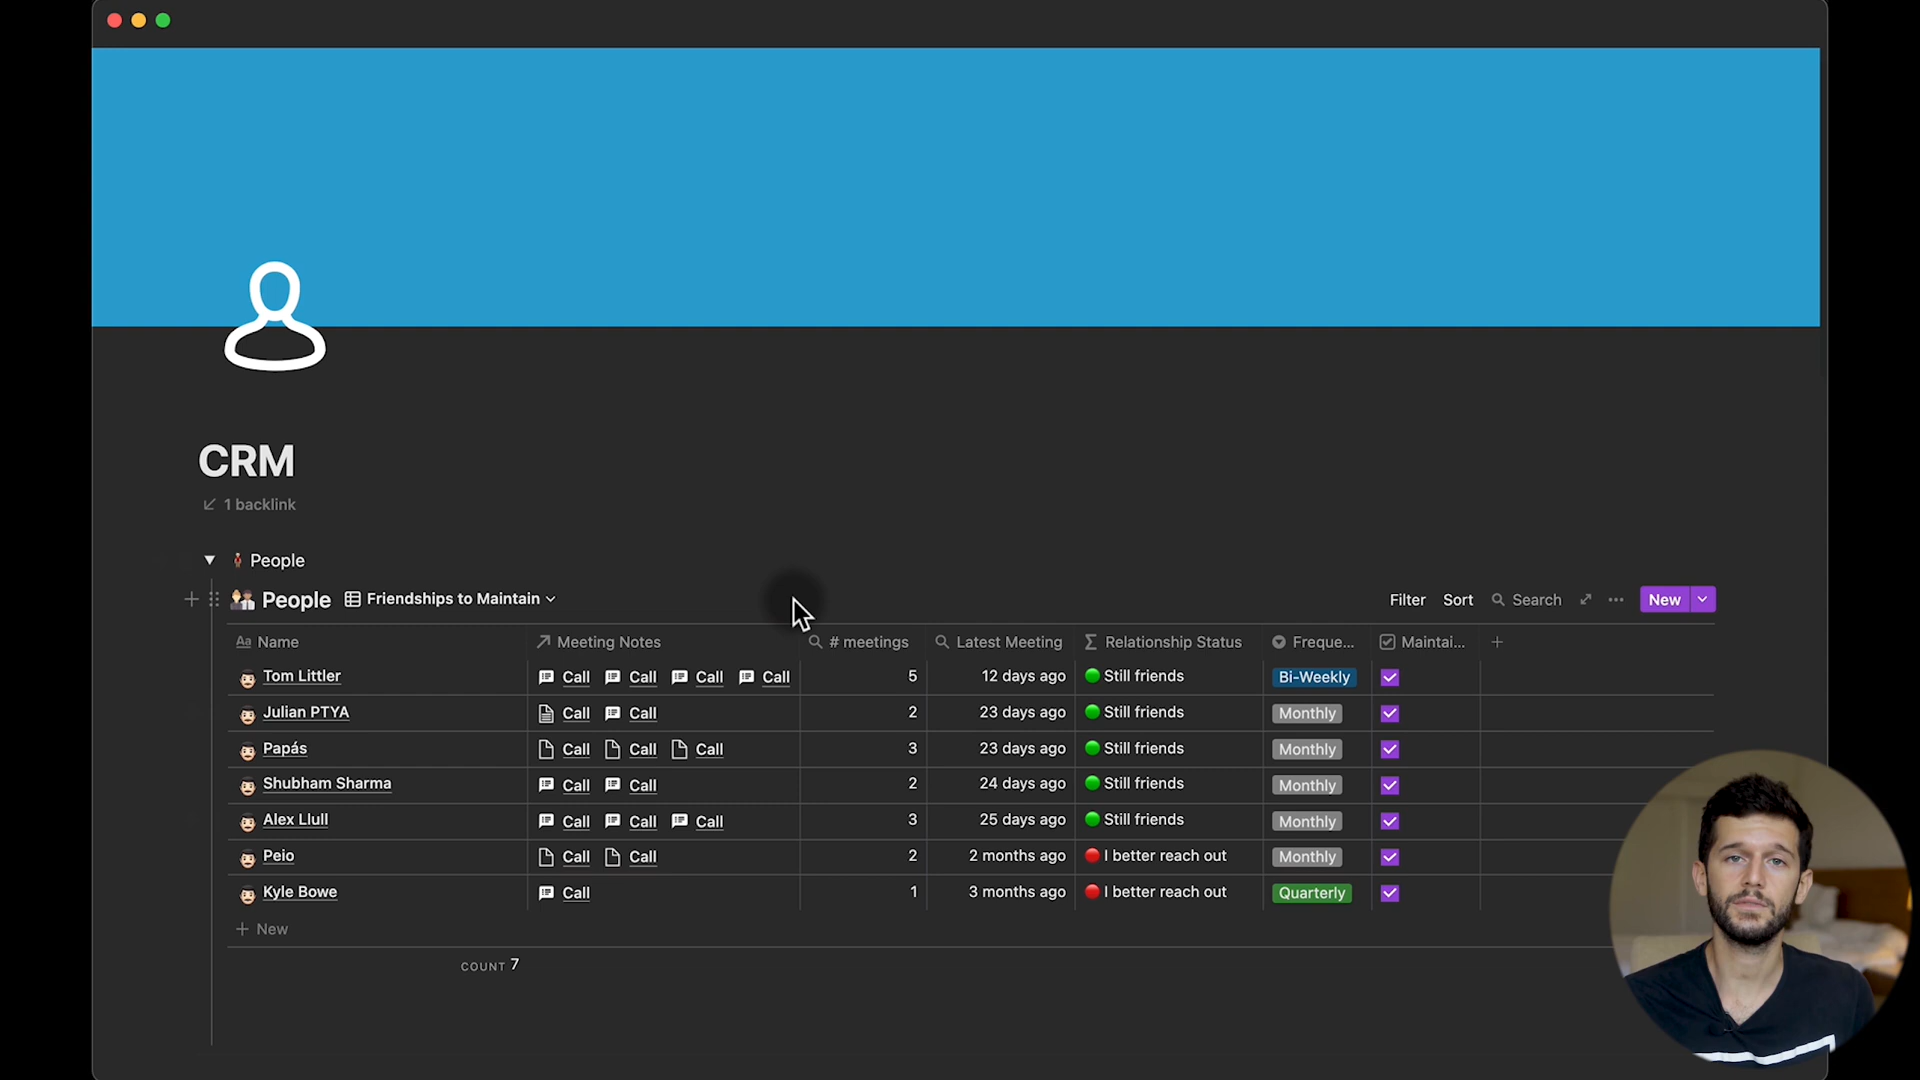 CRM
1 backlink
People
People Friendships to Maintain Filter Sort Search New
Aa Name Meeting Notes # meetings Latest Meeting Relationship Status Freque... Maintai...
Tom Littler Call Call Call Call 5 12 days ago Still friends Bi-Weekly
Julian PTYA Call Call 2 23 days ago Still friends Monthly
Papás Call Call Call 3 23 days ago Still friends Monthly
Shubham Sharma Call Call 2 24 days ago Still friends Monthly
Alex Llull Call Call Call 3 25 days ago Still friends Monthly
Peio Call Call 2 2 months ago I better reach out Monthly
Kyle Bowe Call 1 3 months ago I better reach out Quarterly
+ New
COUNT 7